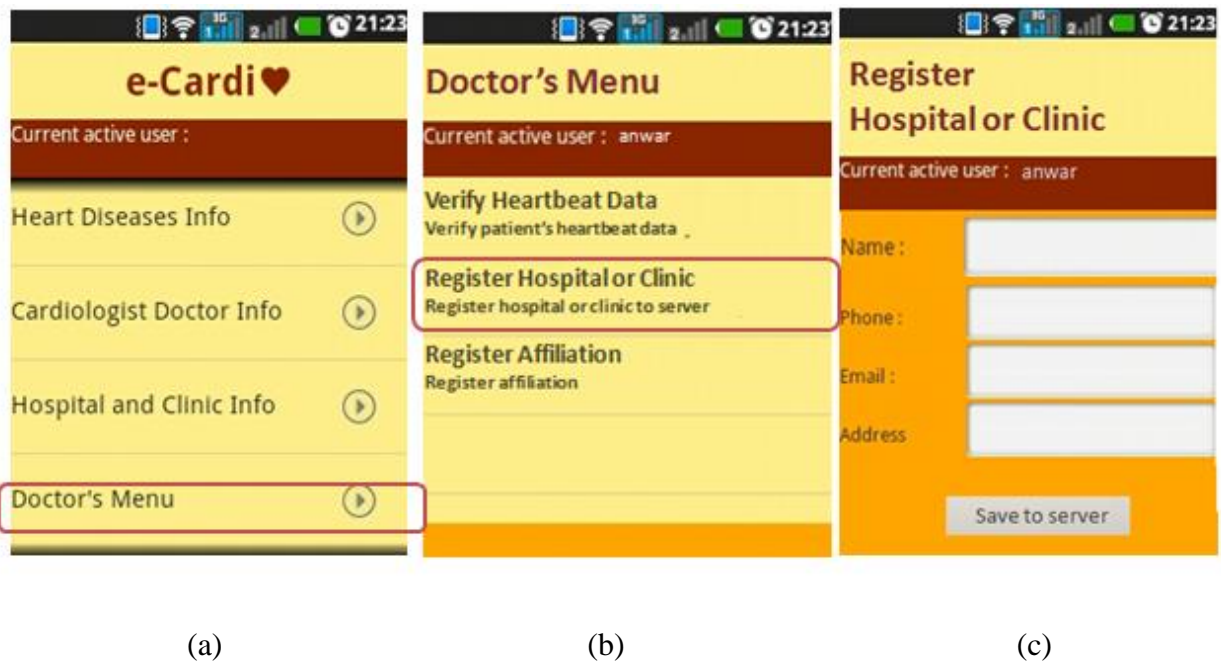 21:23
e-Cardi♥
Current active user :
Heart Diseases Info
Cardiologist Doctor Info
Hospital and Clinic Info
Doctor's Menu
(a)
21:23
Doctor's Menu
Current active user : anwar
Verify Heartbeat Data
Verify patient's heartbeat data .
Register Hospital or Clinic
Register hospital or clinic to server
Register Affiliation
Register affiliation
(b)
21:23
Register
Hospital or Clinic
Current active user : anwar
Name :
Phone :
Email :
Address
Save to server
(c)